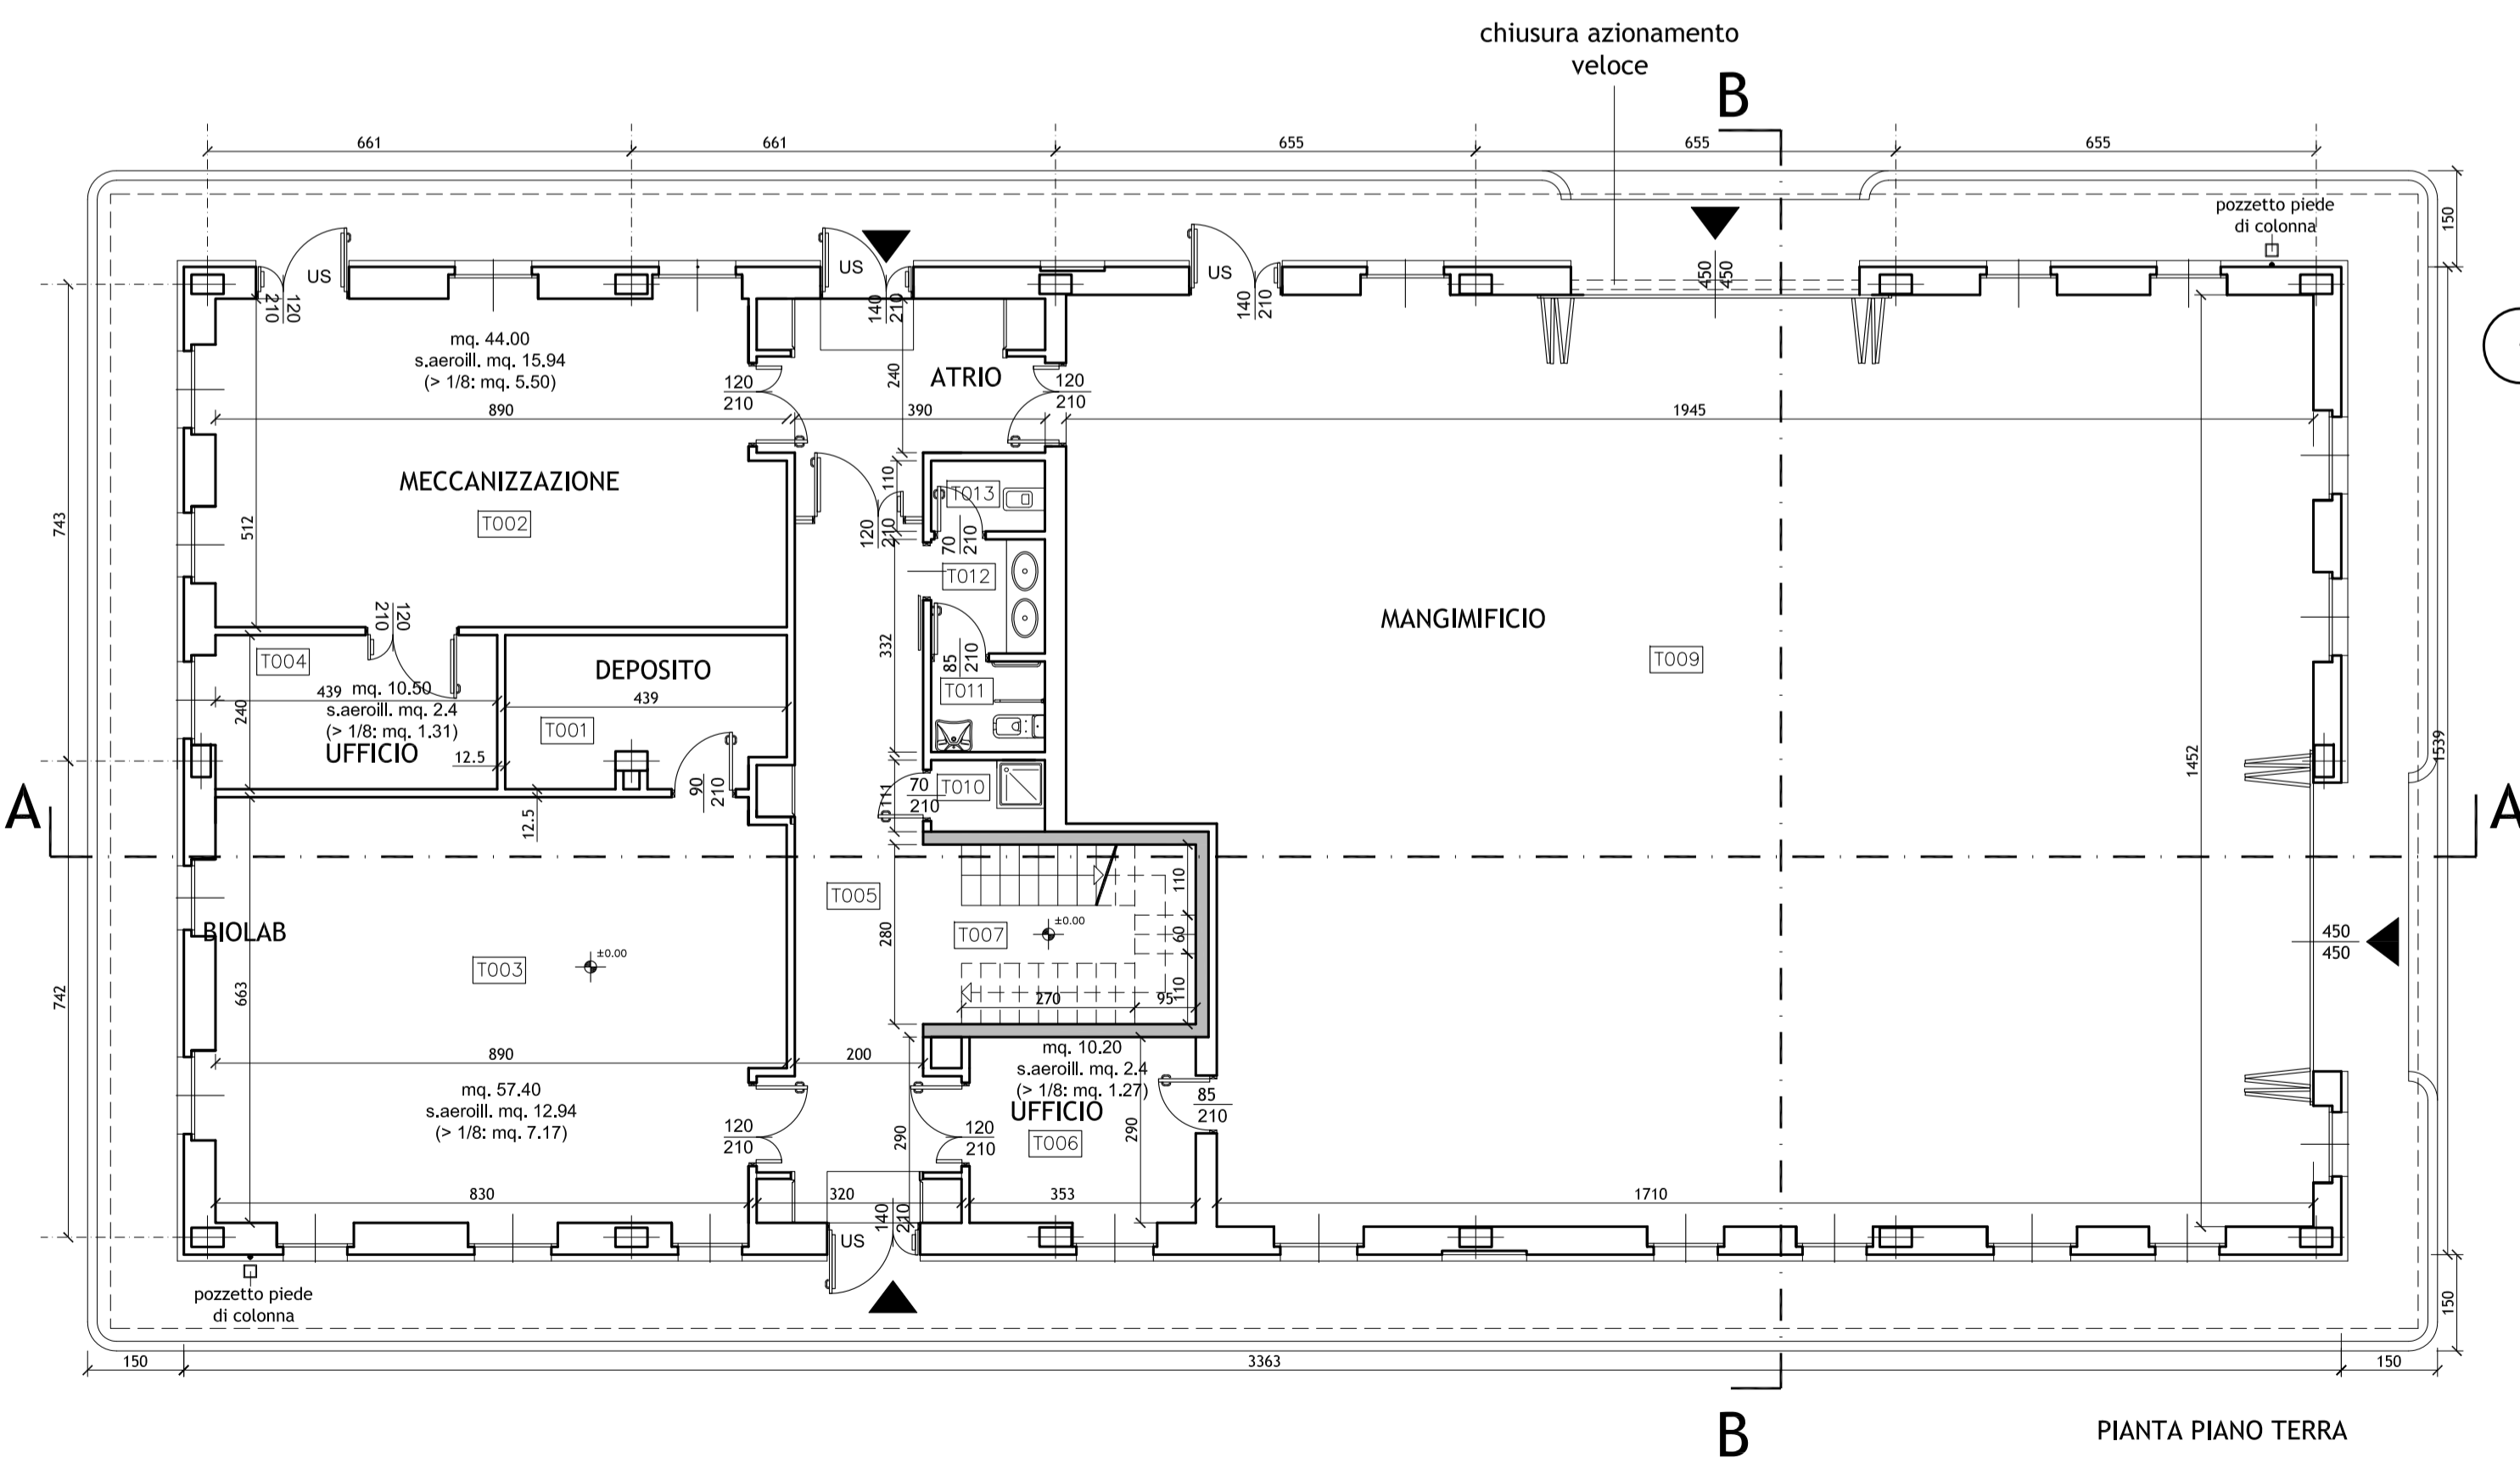 chiusura azionamento
veloce
B
661
661
655
655
655
150
pozzetto piede
di colonna
US
US
US
120
210
140
210
140
210
450
450
mq. 44.00
s.aeroill. mq. 15.94
(> 1/8: mq. 5.50)
240
ATRIO
120
210
120
210
890
390
1945
MECCANIZZAZIONE
T002
512
743
110
T013
120
210
70
210
T012
MANGIMIFICIO
T009
120
210
332
T004
DEPOSITO
85
210
T011
439
mq. 10.50
s.aeroill. mq. 2.4
(> 1/8: mq. 1.31)
UFFICIO
240
439
T001
12.5
90
210
12.5
111
70
210
T010
1452
1539
A
A
T005
110
BIOLAB
280
T007
±0.00
60
T003
±0.00
450
450
742
663
270
95
110
890
200
mq. 10.20
s.aeroill. mq. 2.4
(> 1/8: mq. 1.27)
UFFICIO
T006
85
210
mq. 57.40
s.aeroill. mq. 12.94
(> 1/8: mq. 7.17)
120
210
120
210
290
290
830
320
353
1710
140
210
US
pozzetto piede
di colonna
150
150
3363
150
B
PIANTA PIANO TERRA